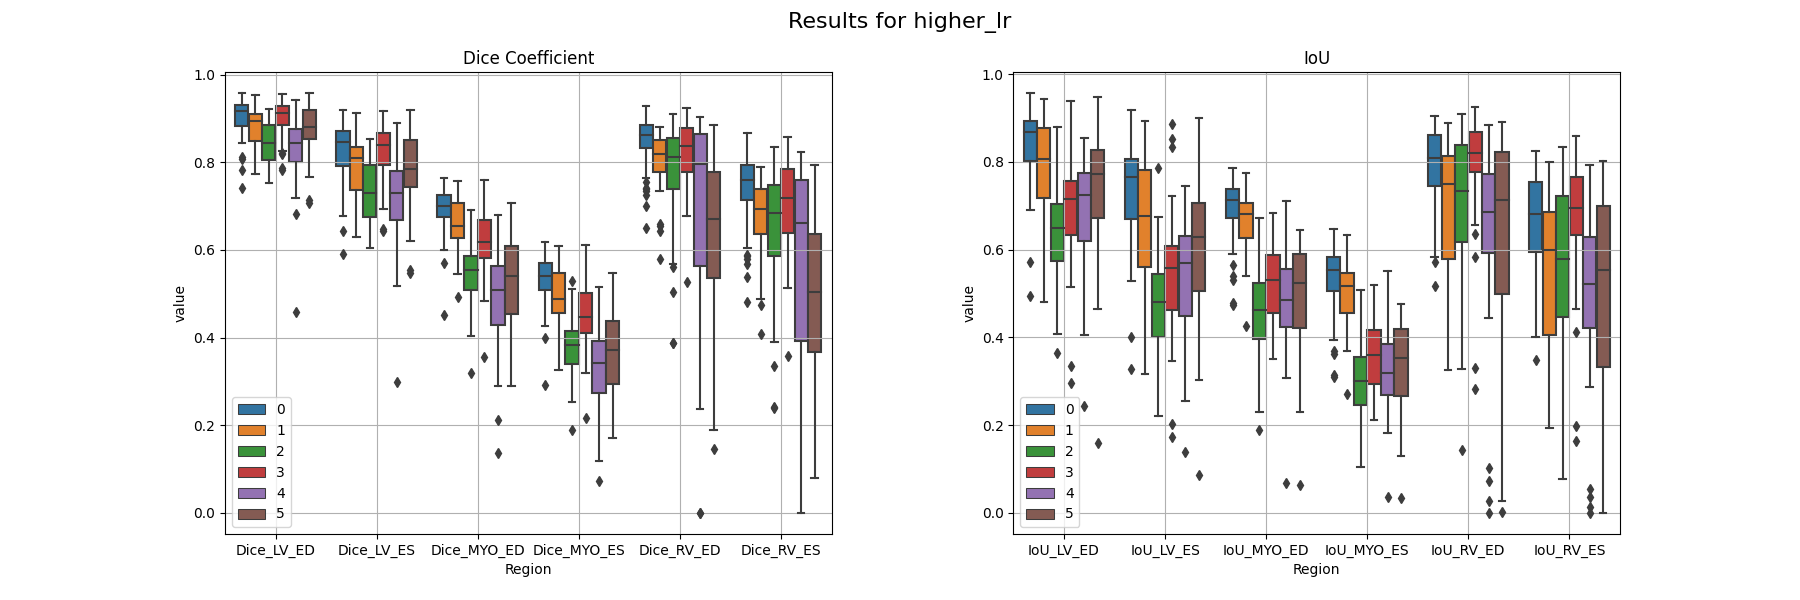 Results for higher_lr
Dice Coefficient
value
1.0
0.8
0.6
0.4
0.2
0.0
0
1
2
3
4
5
Dice_LV_ED Dice_LV_ES Dice_MYO_ED Dice_MYO_ES Dice_RV_ED Dice_RV_ES
Region
IoU
value
1.0
0.8
0.6
0.4
0.2
0.0
0
1
2
3
4
5
IoU_LV_ED IoU_LV_ES IoU_MYO_ED IoU_MYO_ES IoU_RV_ED IoU_RV_ES
Region